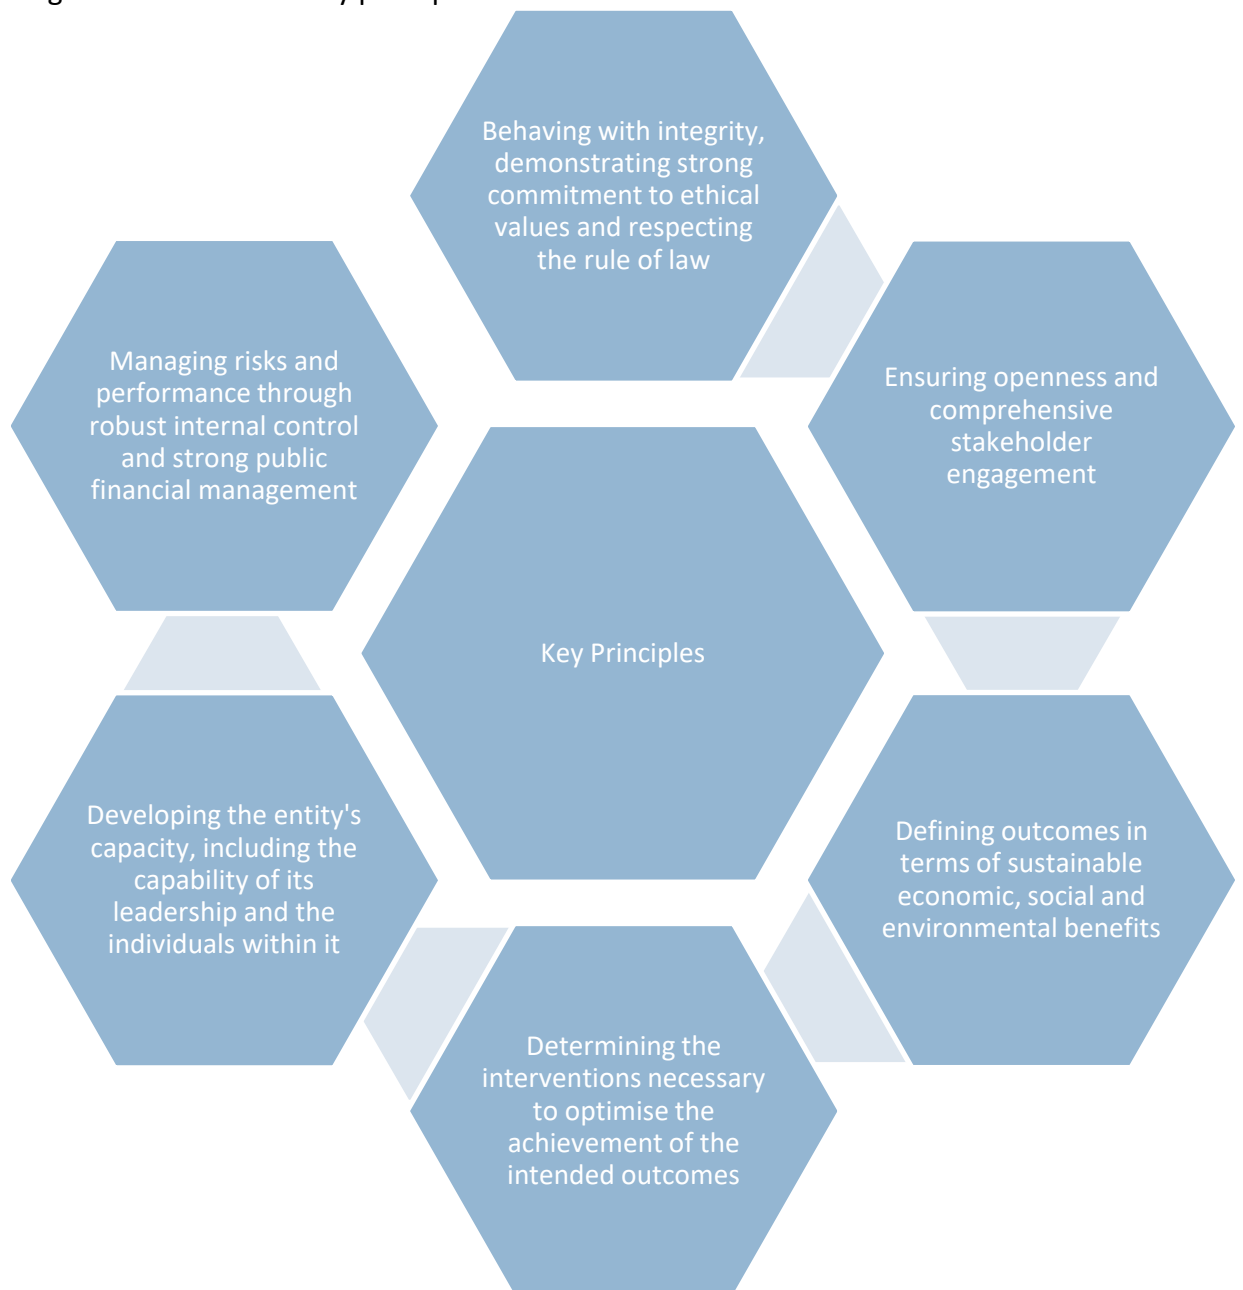 Behaving with integrity,
demonstrating strong
commitment to ethical
values and respecting
the rule of law
Ensuring openness and
comprehensive
stakeholder
engagement
Defining outcomes in
terms of sustainable
economic, social and
environmental benefits
Determining the
interventions necessary
to optimise the
achievement of the
intended outcomes
Developing the entity's
capacity, including the
capability of its
leadership and the
individuals within it
Managing risks and
performance through
robust internal control
and strong public
financial management
Key Principles